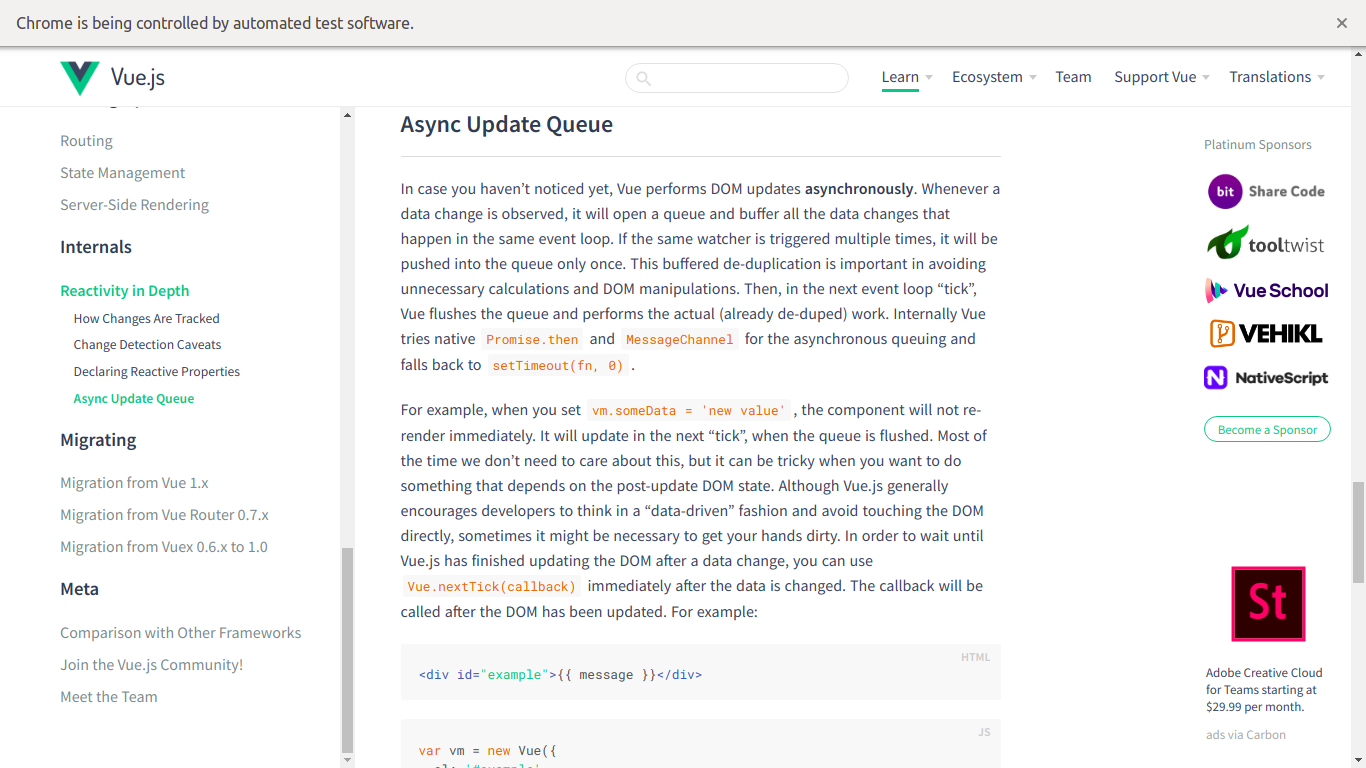 Chrome is being controlled by automated test software.
Vue.js
Learn
Ecosystem
Team
Support Vue
Translations
Routing
State Management
Server-Side Rendering
Internals
Reactivity in Depth
How Changes Are Tracked
Change Detection Caveats
Declaring Reactive Properties
Async Update Queue
Migrating
Migration from Vue 1.x
Migration from Vue Router 0.7.x
Migration from Vuex 0.6.x to 1.0
Meta
Comparison with Other Frameworks
Join the Vue.js Community!
Meet the Team
Async Update Queue
In case you haven’t noticed yet, Vue performs DOM updates asynchronously. Whenever a
data change is observed, it will open a queue and buffer all the data changes that
happen in the same event loop. If the same watcher is triggered multiple times, it will be
pushed into the queue only once. This buffered de-duplication is important in avoiding
unnecessary calculations and DOM manipulations. Then, in the next event loop “tick”,
Vue flushes the queue and performs the actual (already de-duped) work. Internally Vue
tries native Promise.then and MessageChannel for the asynchronous queuing and
falls back to setTimeout(fn, 0) .
For example, when you set vm.someData = 'new value' , the component will not re-
render immediately. It will update in the next “tick”, when the queue is flushed. Most of
the time we don’t need to care about this, but it can be tricky when you want to do
something that depends on the post-update DOM state. Although Vue.js generally
encourages developers to think in a “data-driven” fashion and avoid touching the DOM
directly, sometimes it might be necessary to get your hands dirty. In order to wait until
Vue.js has finished updating the DOM after a data change, you can use
Vue.nextTick(callback) immediately after the data is changed. The callback will be
called after the DOM has been updated. For example:
HTML
<div id="example">{{ message }}</div>
JS
var vm = new Vue({
Platinum Sponsors
bit Share Code
tooltwist
Vue School
VEHIKL
N NativeScript
Become a Sponsor
St
Adobe Creative Cloud
for Teams starting at
$29.99 per month.
ads via Carbon